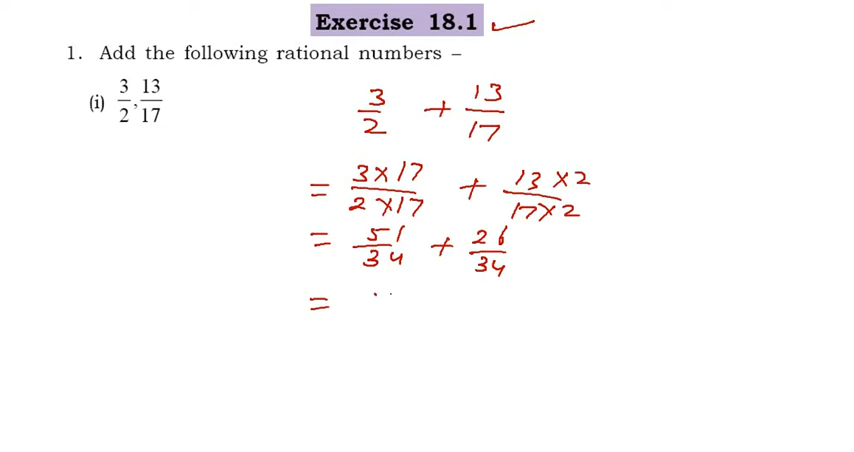 Exercise 18.1
1. Add the following rational numbers –
(i) 3/2, 13/17
3/2 + 13/17
= 3×17/2×17 + 13×2/17×2
= 51/34 + 26/34
=